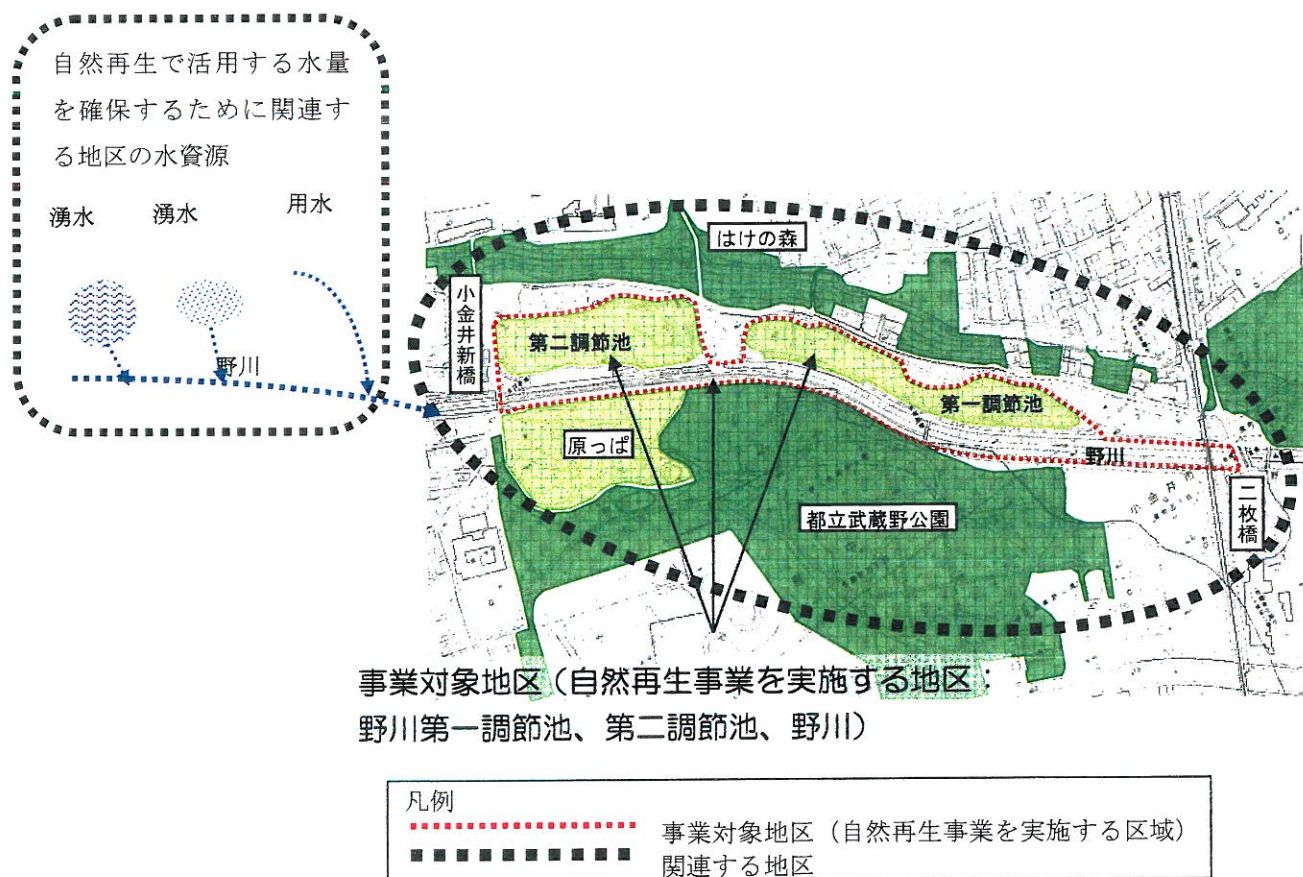 自然再生で活用する水量
を確保するために関連す
る地区の水資源
湧水
湧水
用水
野川
はけの森
小金井新橋
第二調節池
第一調節池
原っぱ
野川
都立武蔵野公園
二枚橋
事業対象地区（自然再生事業を実施する地区：
野川第一調節池、第二調節池、野川）
凡例
事業対象地区（自然再生事業を実施する区域）
関連する地区